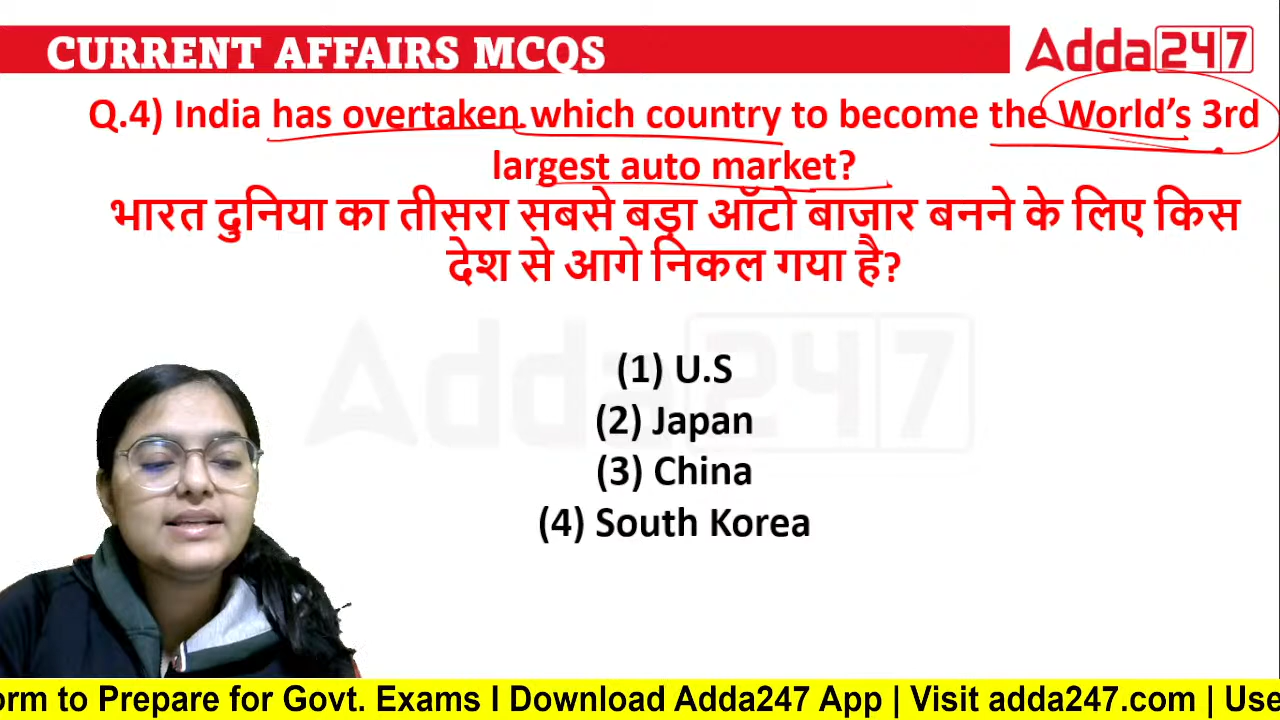 CURRENT AFFAIRS MCQS
Adda247
Q.4) India has overtaken which country to become the World's 3rd
largest auto market?
भारत दुनिया का तीसरा सबसे बड़ा ऑटो बाजार बनने के लिए किस
देश से आगे निकल गया है?
Adda247
(1) U.S
(2) Japan
(3) China
(4) South Korea
orm to Prepare for Govt. Exams I Download Adda247 App | Visit adda247.com | Use